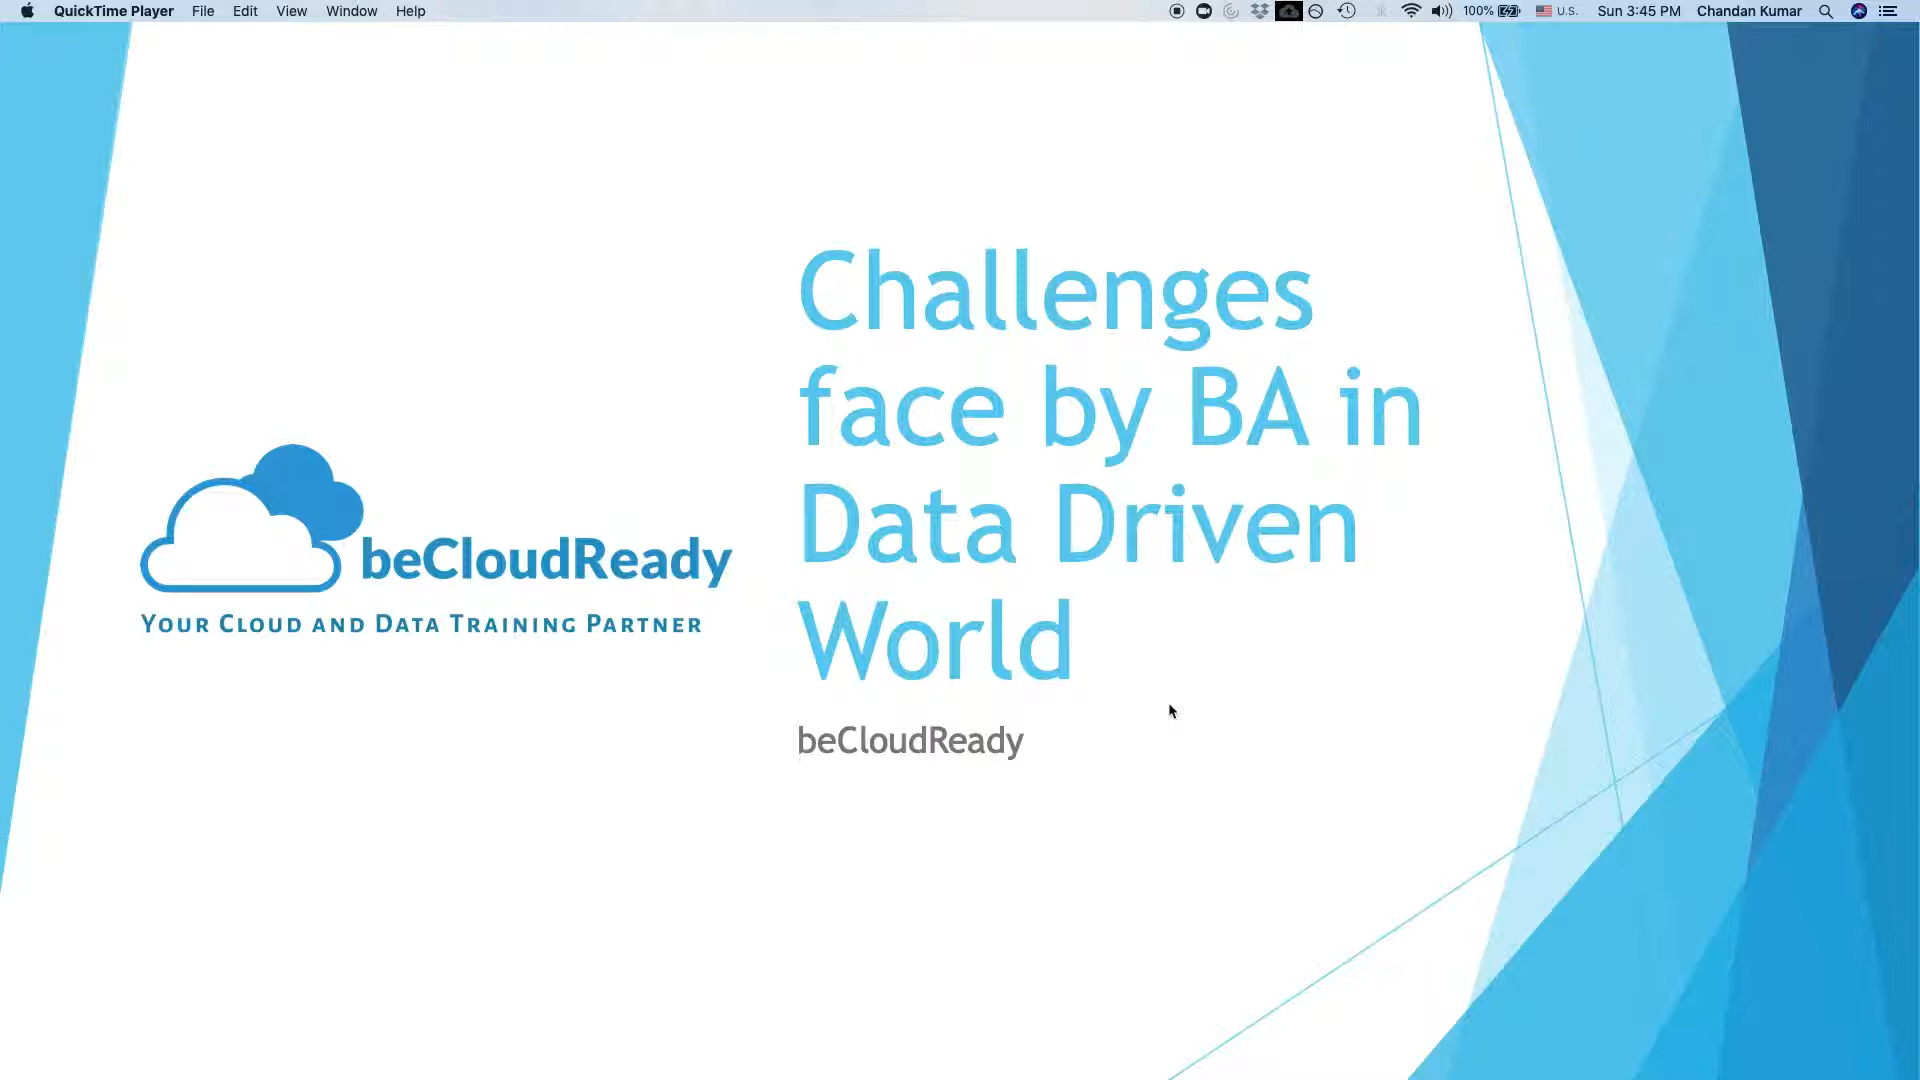 QuickTime Player File Edit View Window Help 100% U.S. Sun 3:45 PM Chandan Kumar
Challenges
face by BA in
Data Driven
World
beCloudReady
beCloudReady
Your Cloud and Data Training Partner